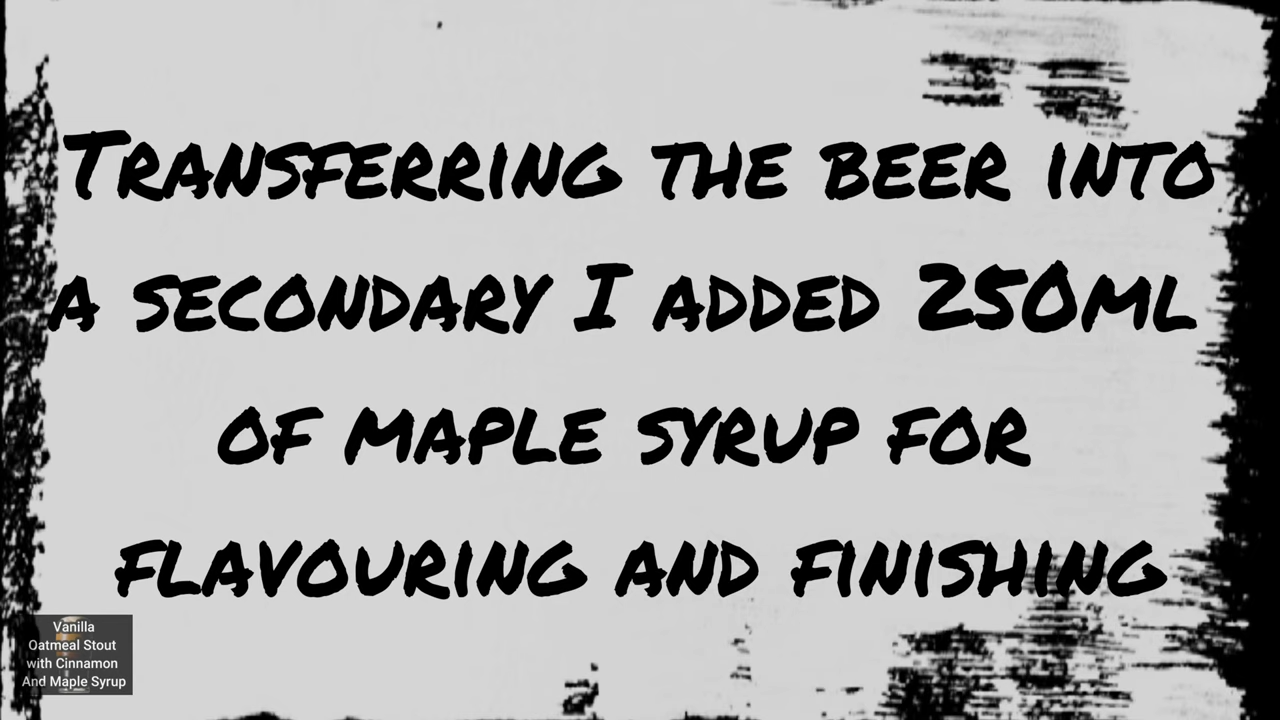 Transferring the beer into
a secondary I added 250ml
of maple syrup for
flavouring and finishing
Vanilla
Oatmeal Stout
with Cinnamon
And Maple Syrup